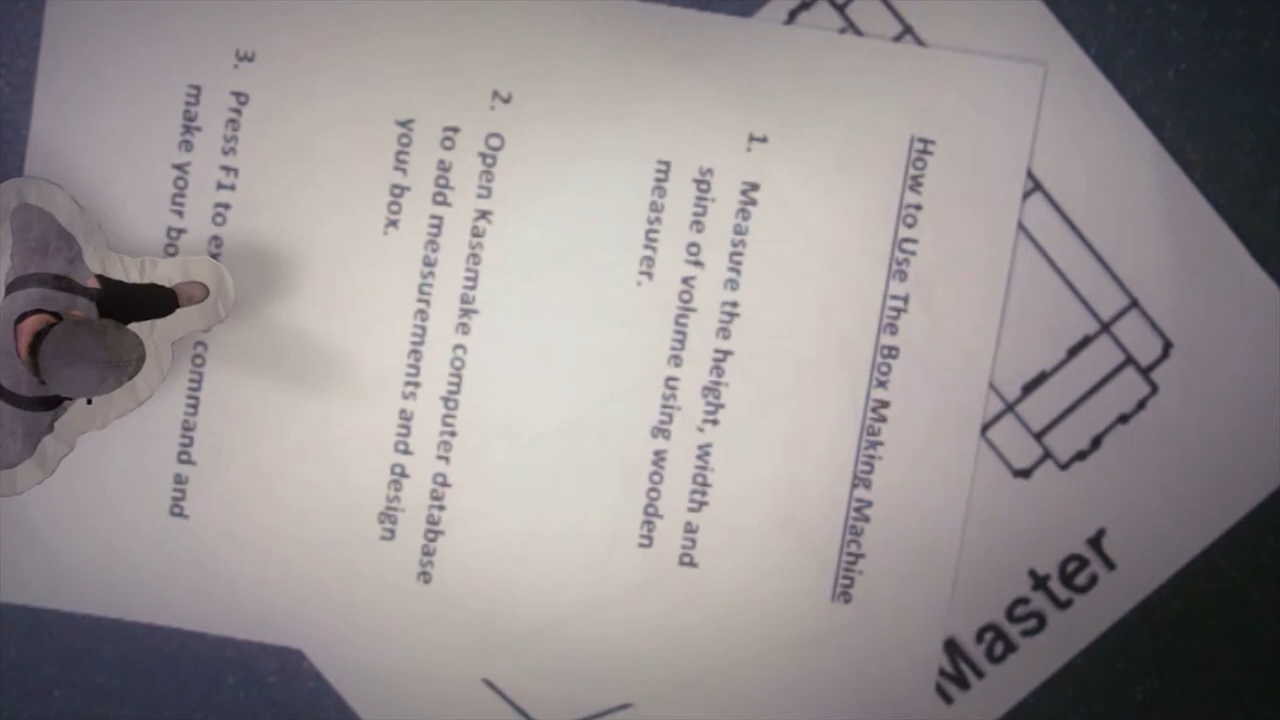 How to Use The Box Making Machine
1. Measure the height, width and
spine of volume using wooden
measurer.
2. Open Kasemake computer database
to add measurements and design
your box.
3. Press F1 to command and
make your and
Master